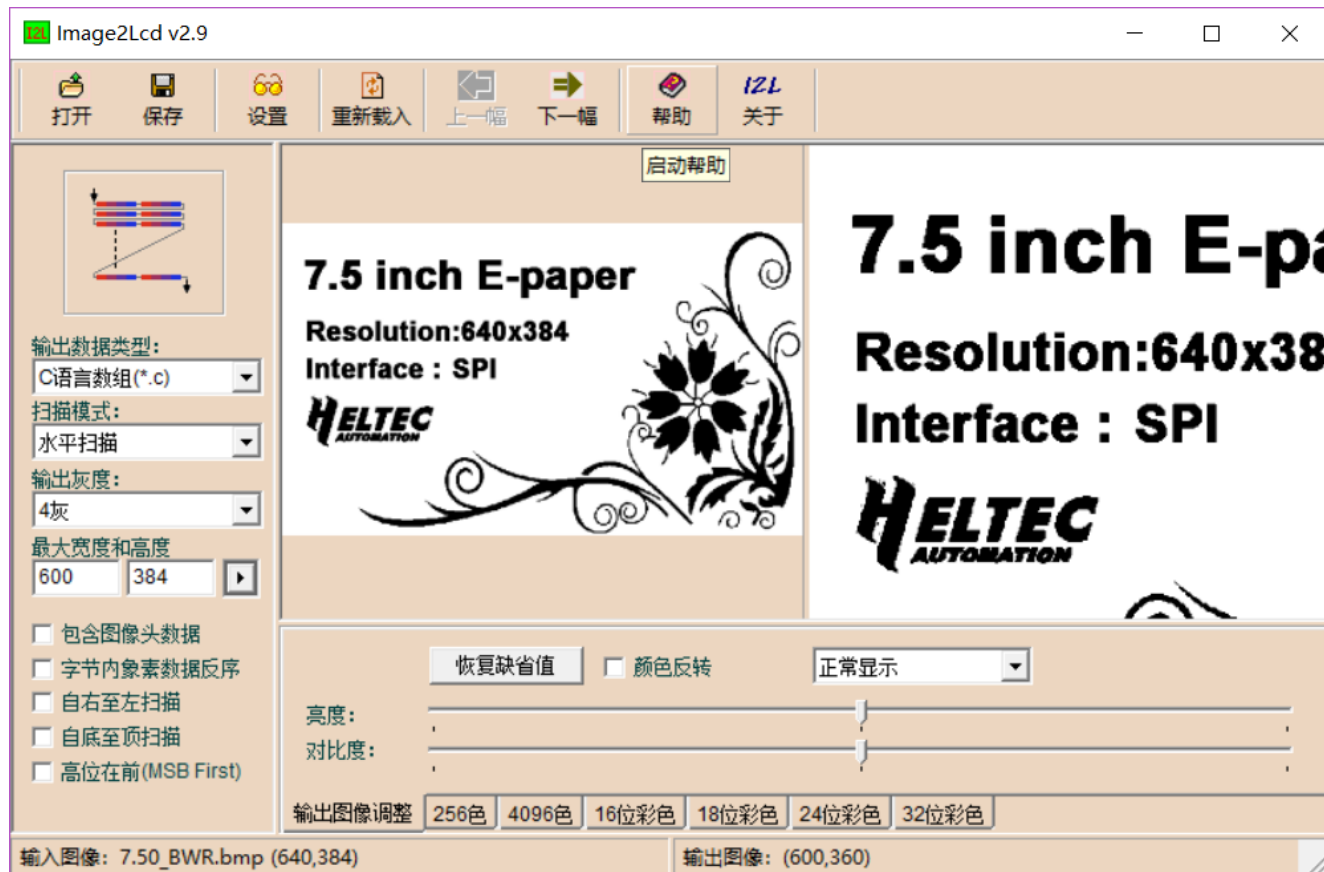 I2L Image2Lcd v2.9
打开 保存 设置 重新载入 上一幅 下一幅 帮助 I2L 关于
启动帮助
7.5 inch E-paper
Resolution:640x384
Interface : SPI
HELTEC
AUTOMATION
7.5 inch E-pa
Resolution:640x38
Interface : SPI
HELTEC
AUTOMATION
输出数据类型:
C语言数组(*.c)
扫描模式:
水平扫描
输出灰度:
4灰
最大宽度和高度
600 384
包含图像头数据
字节内象素数据反序
自右至左扫描
自底至顶扫描
高位在前(MSB First)
恢复缺省值 颜色反转 正常显示
亮度:
对比度:
输出图像调整 256色 4096色 16位彩色 18位彩色 24位彩色 32位彩色
输入图像: 7.50_BWR.bmp (640,384) 输出图像: (600,360)